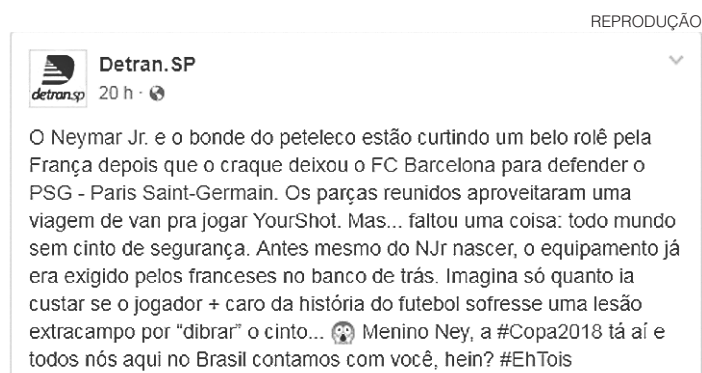 REPRODUÇÃO
Detran.SP
detran.sp
20 h ·
O Neymar Jr. e o bonde do peteleco estão curtindo um belo rolê pela
França depois que o craque deixou o FC Barcelona para defender o
PSG - Paris Saint-Germain. Os parças reunidos aproveitaram uma
viagem de van pra jogar YourShot. Mas... faltou uma coisa: todo mundo
sem cinto de segurança. Antes mesmo do NJr nascer, o equipamento já
era exigido pelos franceses no banco de trás. Imagina só quanto ia
custar se o jogador + caro da história do futebol sofresse uma lesão
extracampo por “dibrar” o cinto... 😱 Menino Ney, a #Copa2018 tá aí e
todos nós aqui no Brasil contamos com você, hein? #EhTois